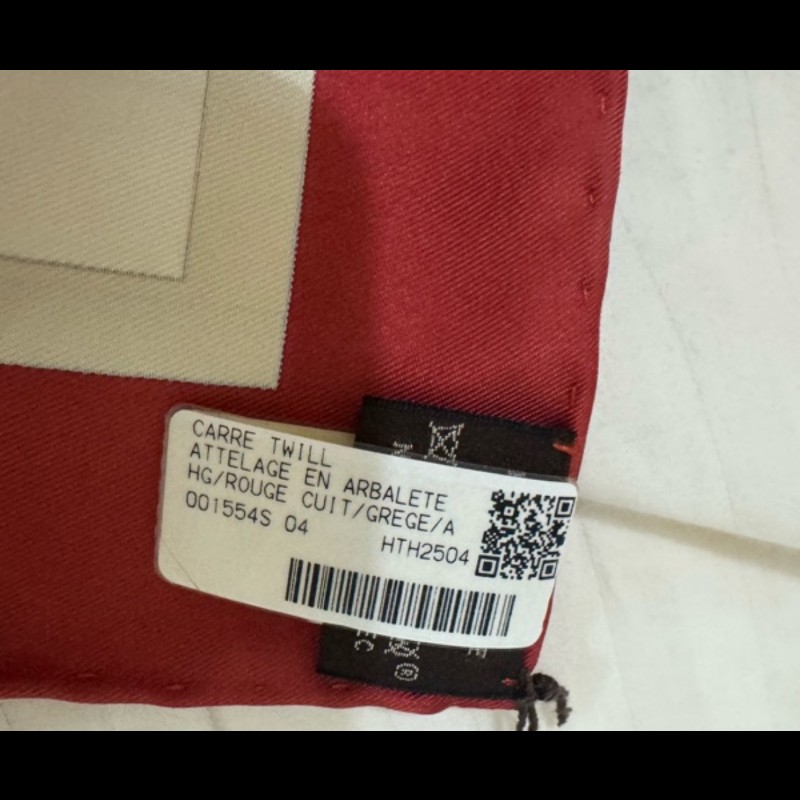 CARRE TWILL
ATTELAGE EN ARBALETE
HG/ROUGE CUIT/GREGE/A
001554S 04
HTH2504